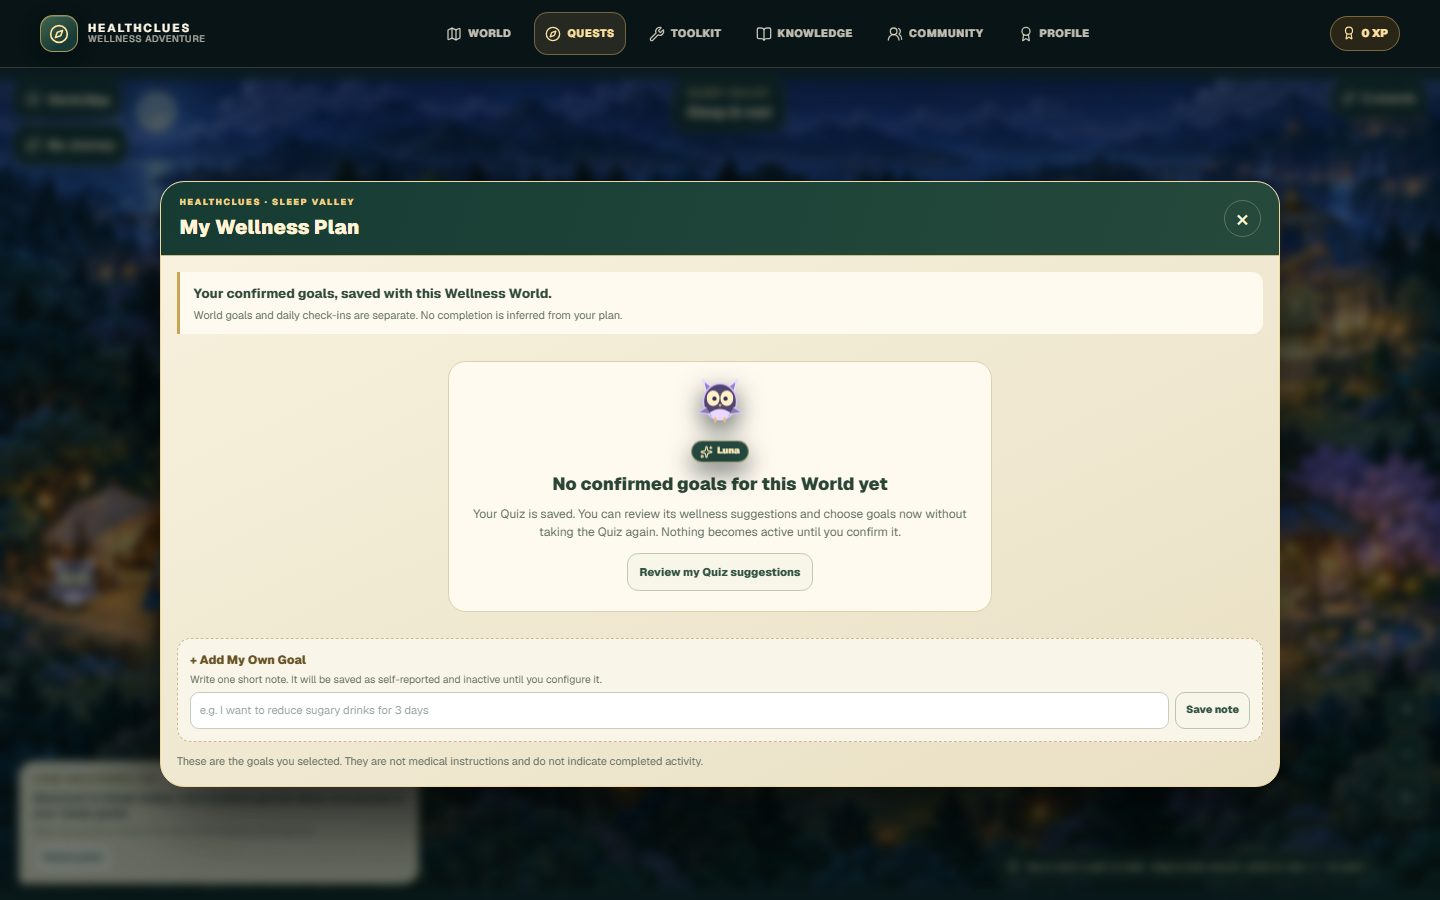 HEALTHCLUES
WELLNESS ADVENTURE
WORLD
QUESTS
TOOLKIT
KNOWLEDGE
COMMUNITY
PROFILE
0 XP
HEALTHCLUES · SLEEP VALLEY
My Wellness Plan
Your confirmed goals, saved with this Wellness World.
World goals and daily check-ins are separate. No completion is inferred from your plan.
Luna
No confirmed goals for this World yet
Your Quiz is saved. You can review its wellness suggestions and choose goals now without
taking the Quiz again. Nothing becomes active until you confirm it.
Review my Quiz suggestions
+ Add My Own Goal
Write one short note. It will be saved as self-reported and inactive until you configure it.
e.g. I want to reduce sugary drinks for 3 days
Save note
These are the goals you selected. They are not medical instructions and do not indicate completed activity.